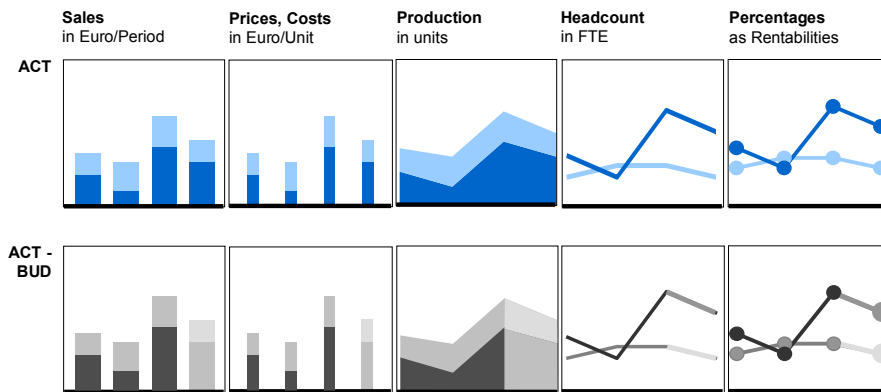 Sales
in Euro/Period
Prices, Costs
in Euro/Unit
Production
in units
Headcount
in FTE
Percentages
as Rentabilities
ACT
ACT -
BUD